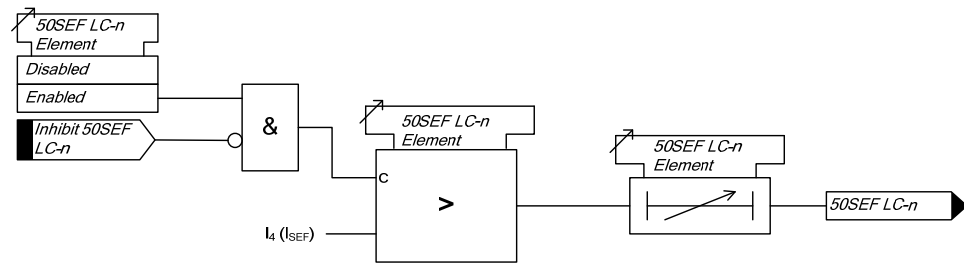 50SEF LC-n
Element
Disabled
Enabled
Inhibit 50SEF
LC-n
&
50SEF LC-n
Element
C
>
I4 (ISEF)
50SEF LC-n
Element
50SEF LC-n